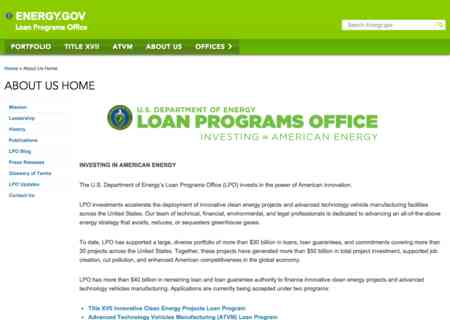 ENERGY.GOV
Loan Programs Office
Search Energy.gov
PORTFOLIO TITLE XVII ATVM ABOUT US OFFICES
Home » About Us Home
ABOUT US HOME
Mission
Leadership
History
Publications
LPO Blog
Press Releases
Glossary of Terms
LPO Updates
Contact Us
U.S. DEPARTMENT OF ENERGY
LOAN PROGRAMS OFFICE
INVESTING in AMERICAN ENERGY
INVESTING IN AMERICAN ENERGY
The U.S. Department of Energy's Loan Programs Office (LPO) invests in the power of American innovation.
LPO investments accelerate the deployment of innovative clean energy projects and advanced technology vehicle manufacturing facilities
across the United States. Our team of technical, financial, environmental, and legal professionals is dedicated to advancing an all-of-the-above
energy strategy that avoids, reduces, or sequesters greenhouse gases.
To date, LPO has supported a large, diverse portfolio of more than $30 billion in loans, loan guarantees, and commitments covering more than
30 projects across the United States. Together, these projects have generated more than $50 billion in total project investment, supported job
creation, cut pollution, and enhanced American competitiveness in the global economy.
LPO has more than $40 billion in remaining loan and loan guarantee authority to finance innovative clean energy projects and advanced
technology vehicles manufacturing. Applications are currently being accepted under two programs:
• Title XVII Innovative Clean Energy Projects Loan Program
• Advanced Technology Vehicles Manufacturing (ATVM) Loan Program